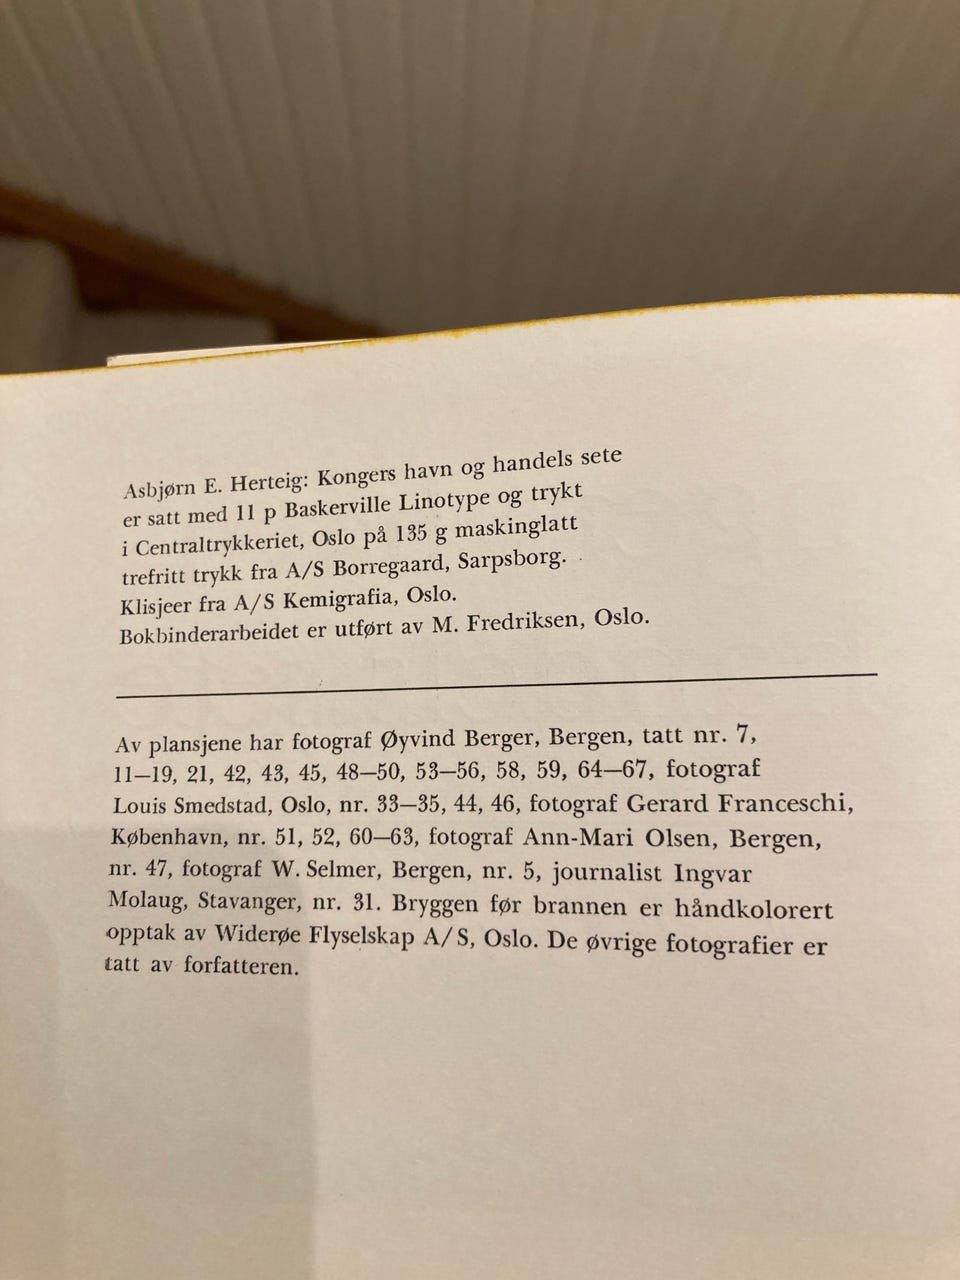 Asbjørn E. Herteig: Kongers havn og handels sete
er satt med 11 p Baskerville Linotype og trykt
i Centraltrykkeriet, Oslo på 135 g maskinglatt
trefritt trykk fra A/S Borregaard, Sarpsborg.
Klisjeer fra A/S Kemigrafia, Oslo.
Bokbinderarbeidet er utført av M. Fredriksen, Oslo.
Av plansjene har fotograf Øyvind Berger, Bergen, tatt nr. 7,
11—19, 21, 42, 43, 45, 48—50, 53—56, 58, 59, 64—67, fotograf
Louis Smedstad, Oslo, nr. 33—35, 44, 46, fotograf Gerard Franceschi,
København, nr. 51, 52, 60—63, fotograf Ann-Mari Olsen, Bergen,
nr. 47, fotograf W. Selmer, Bergen, nr. 5, journalist Ingvar
Molaug, Stavanger, nr. 31. Bryggen før brannen er håndkolorert
opptak av Widerøe Flyselskap A/S, Oslo. De øvrige fotografier er
tatt av forfatteren.